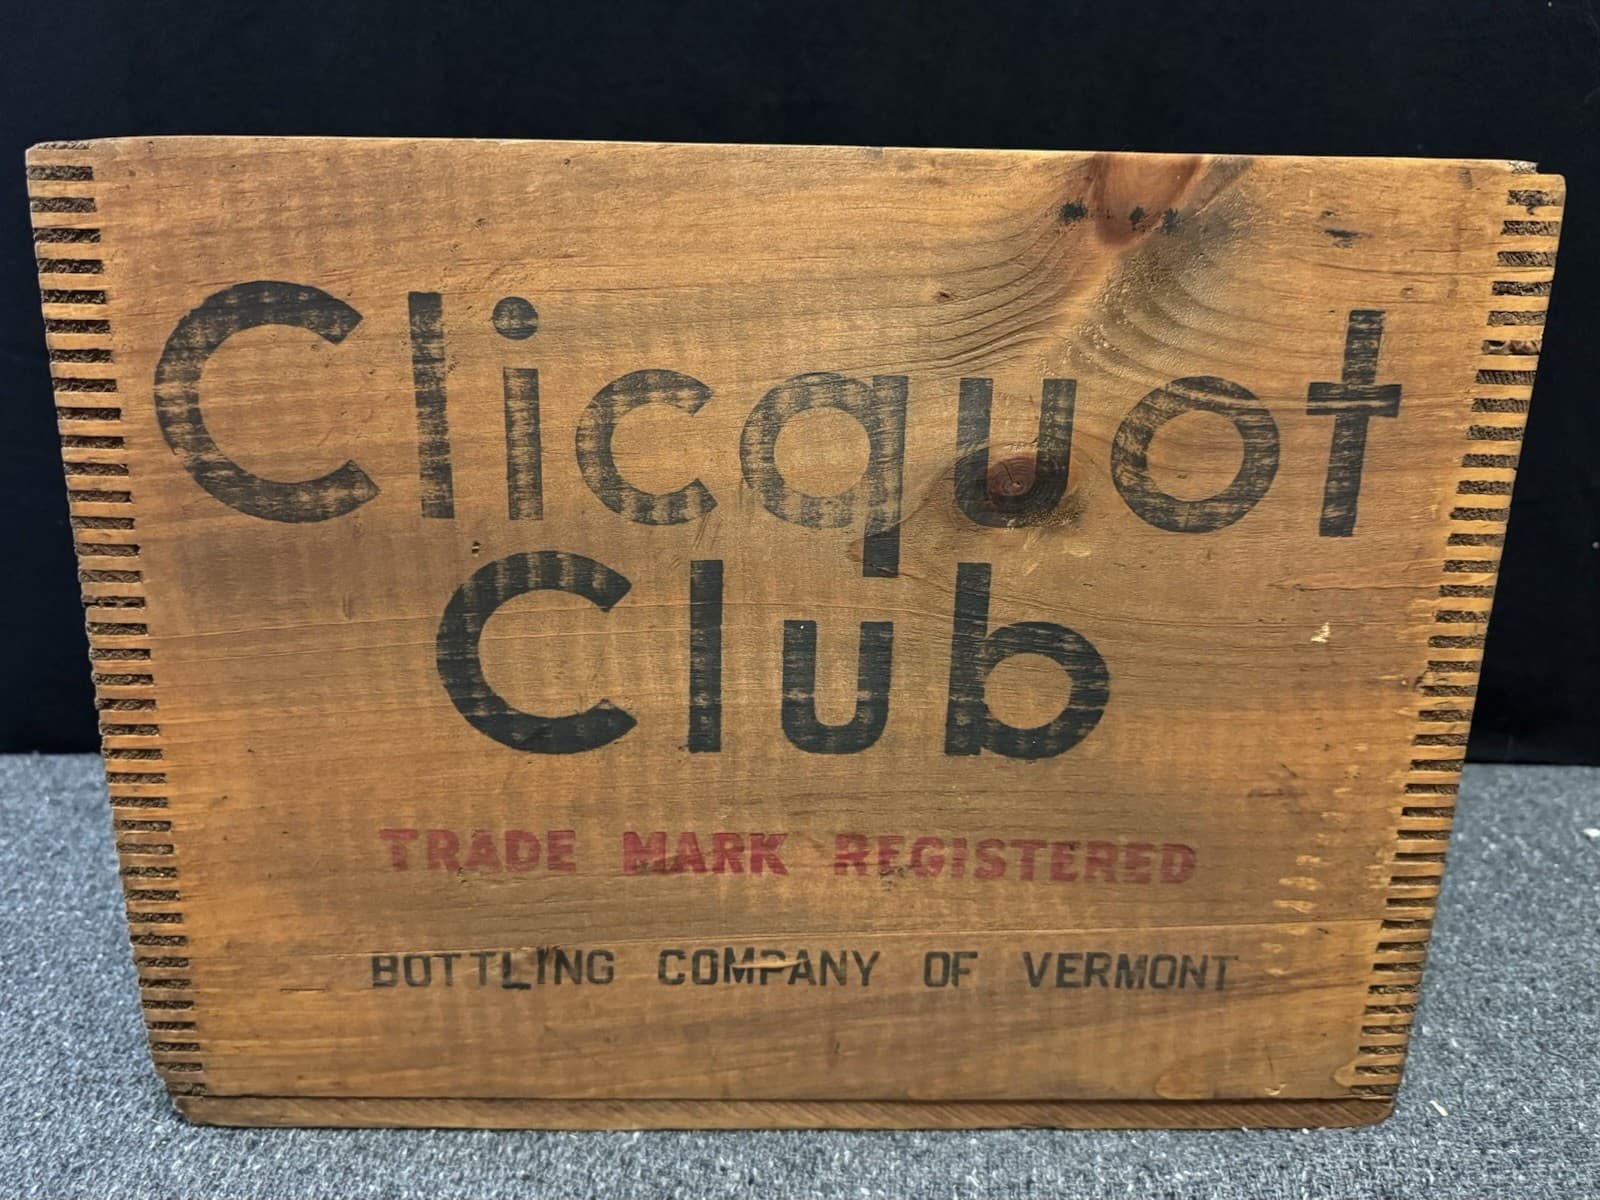 Clicquot
Club
TRADE MARK REGISTERED
BOTTLING COMPANY OF VERMONT